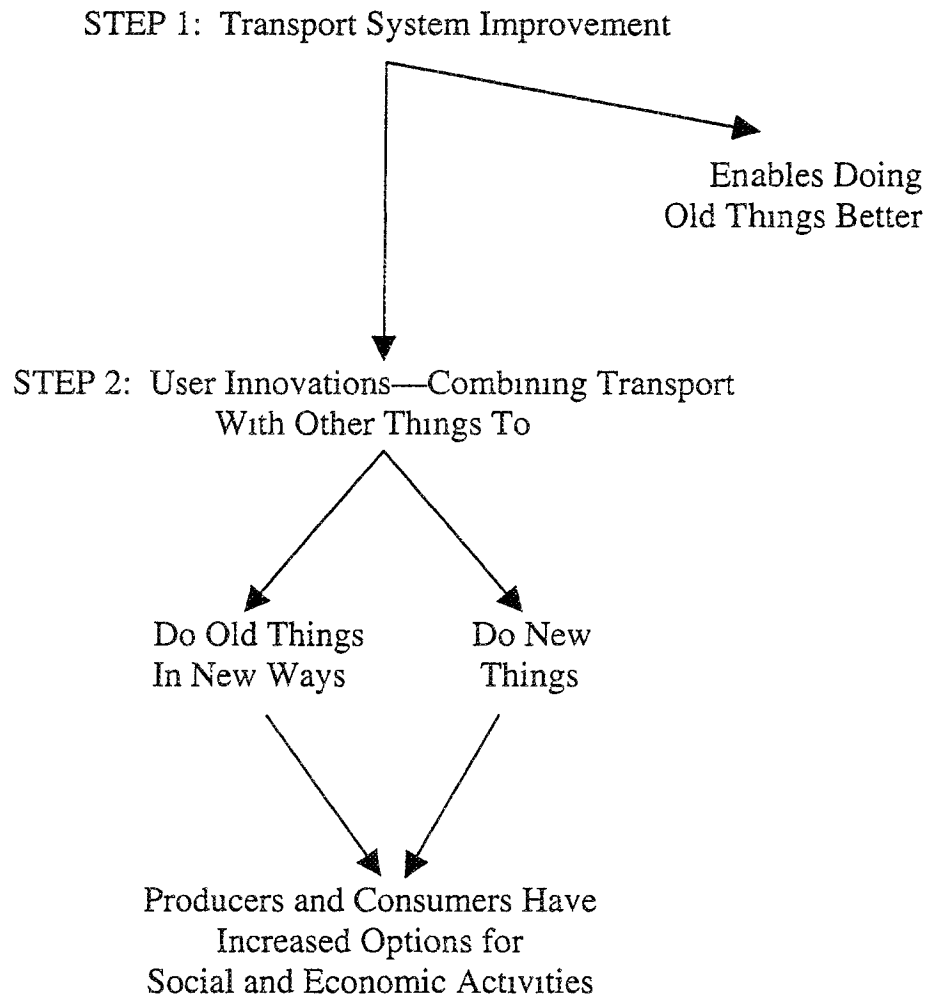 STEP 1: Transport System Improvement
Enables Doing
Old Things Better
STEP 2: User Innovations—Combining Transport
With Other Things To
Do Old Things
In New Ways
Do New
Things
Producers and Consumers Have
Increased Options for
Social and Economic Activities